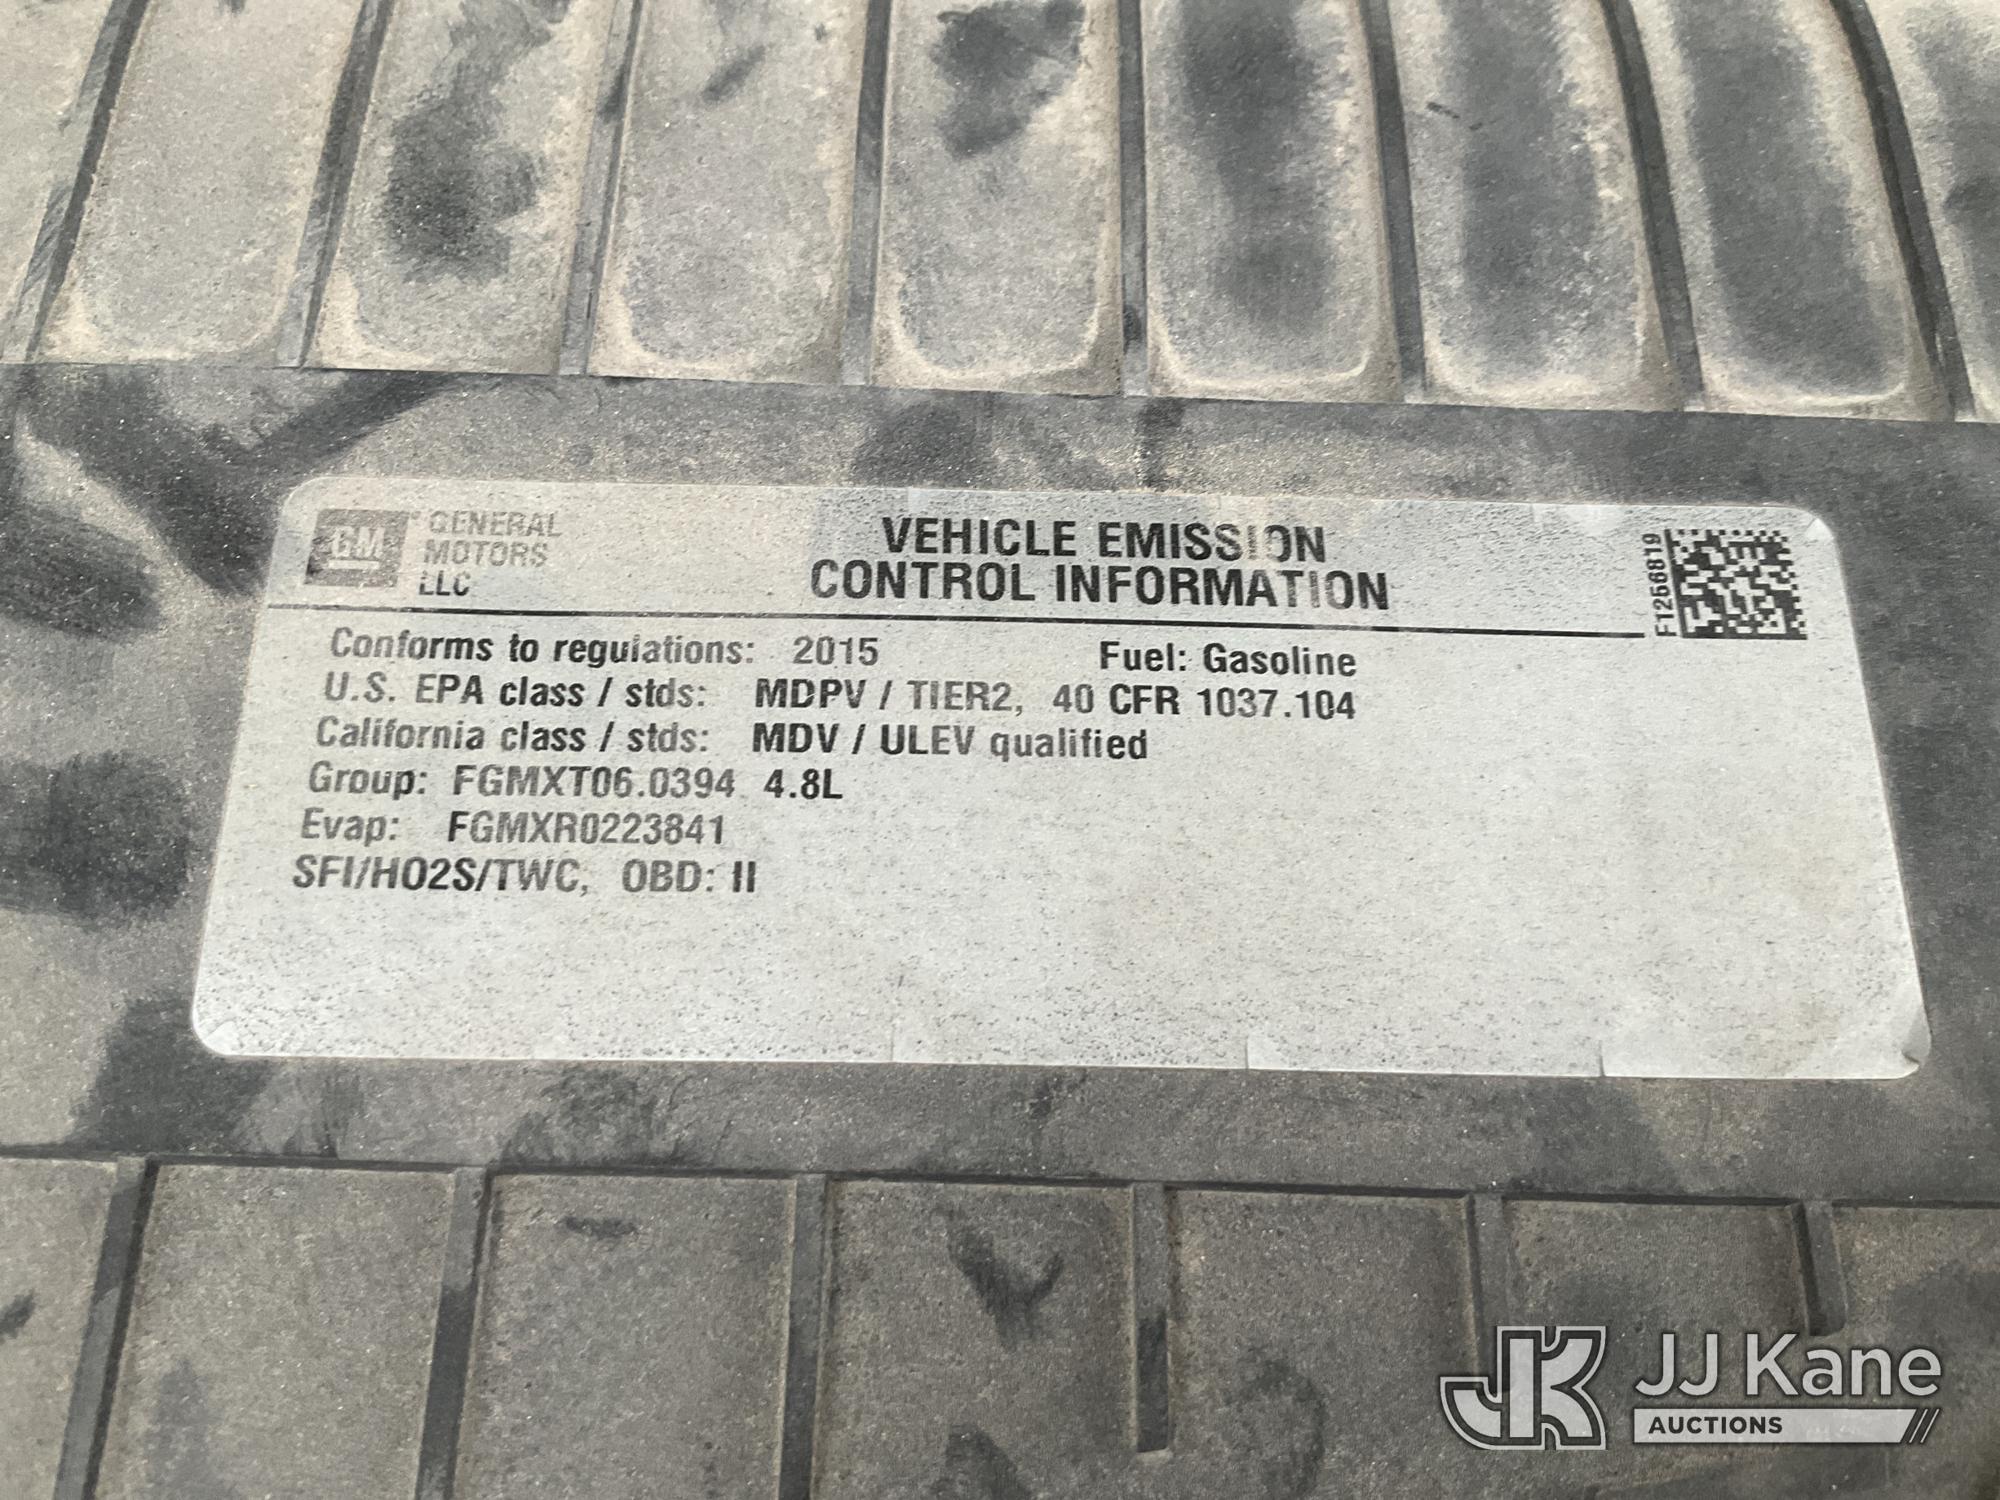 GM GENERAL
MOTORS
LLC
VEHICLE EMISSION
CONTROL INFORMATION
F1256819
Conforms to regulations: 2015 Fuel: Gasoline
U.S. EPA class / stds: MDPV / TIER2, 40 CFR 1037.104
California class / stds: MDV / ULEV qualified
Group: FGMXT06.0394 4.8L
Evap: FGMXR0223841
SFI/HO2S/TWC, OBD: II
JK JJ Kane
AUCTIONS